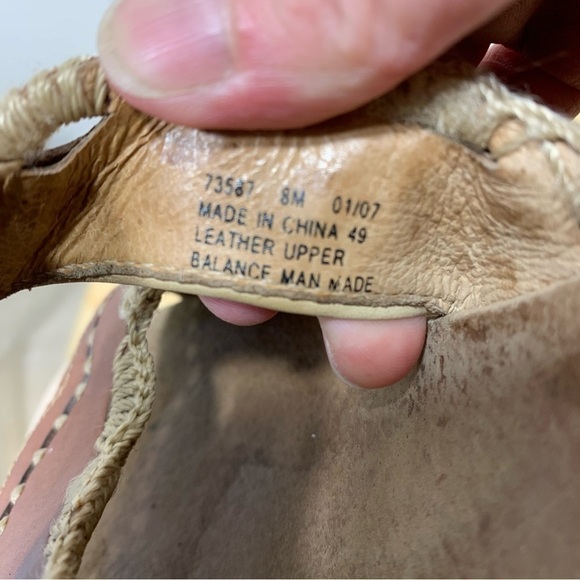 73587 8M 01/07
MADE IN CHINA 49
LEATHER UPPER
BALANCE MAN MADE